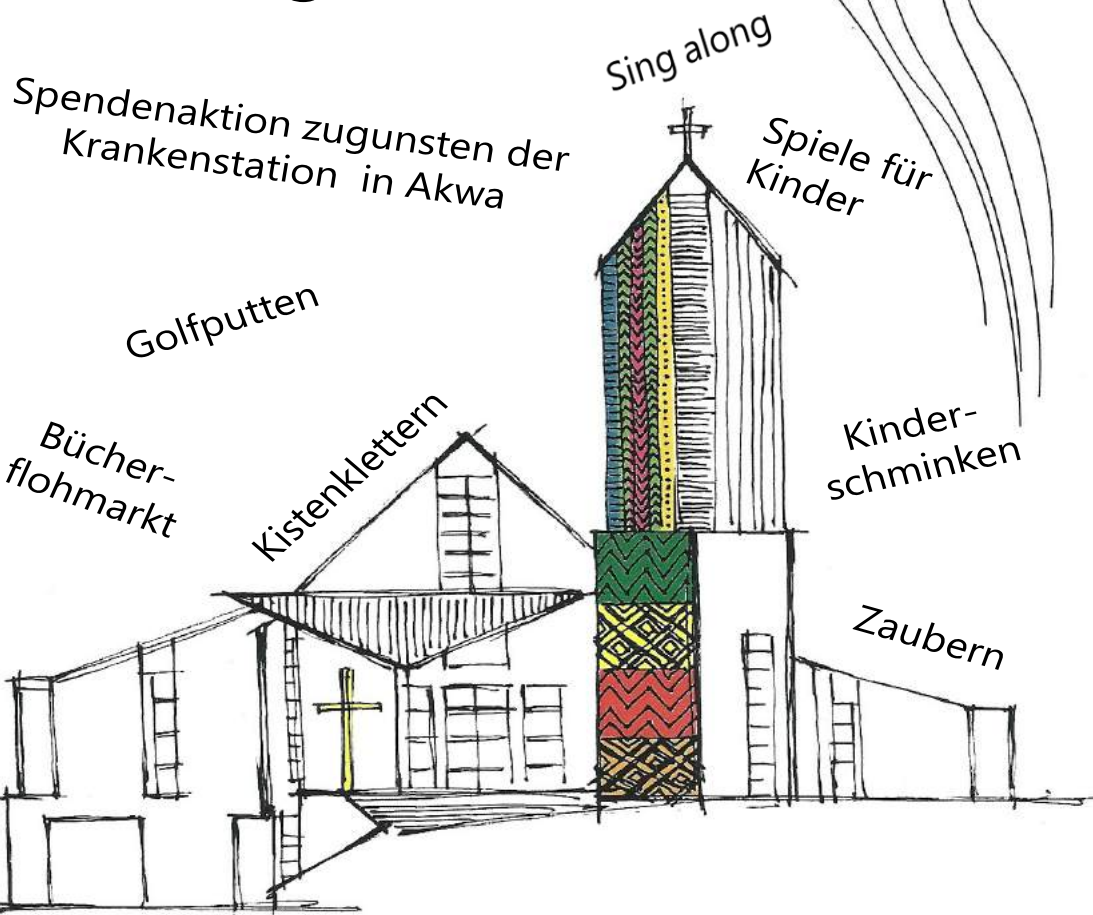 Sing along
Spendenaktion zugunsten der
Krankenstation in Akwa
Spiele für
Kinder
Golfputten
Kistenklettern
Bücher-
flohmarkt
Kinder-
schminken
Zaubern